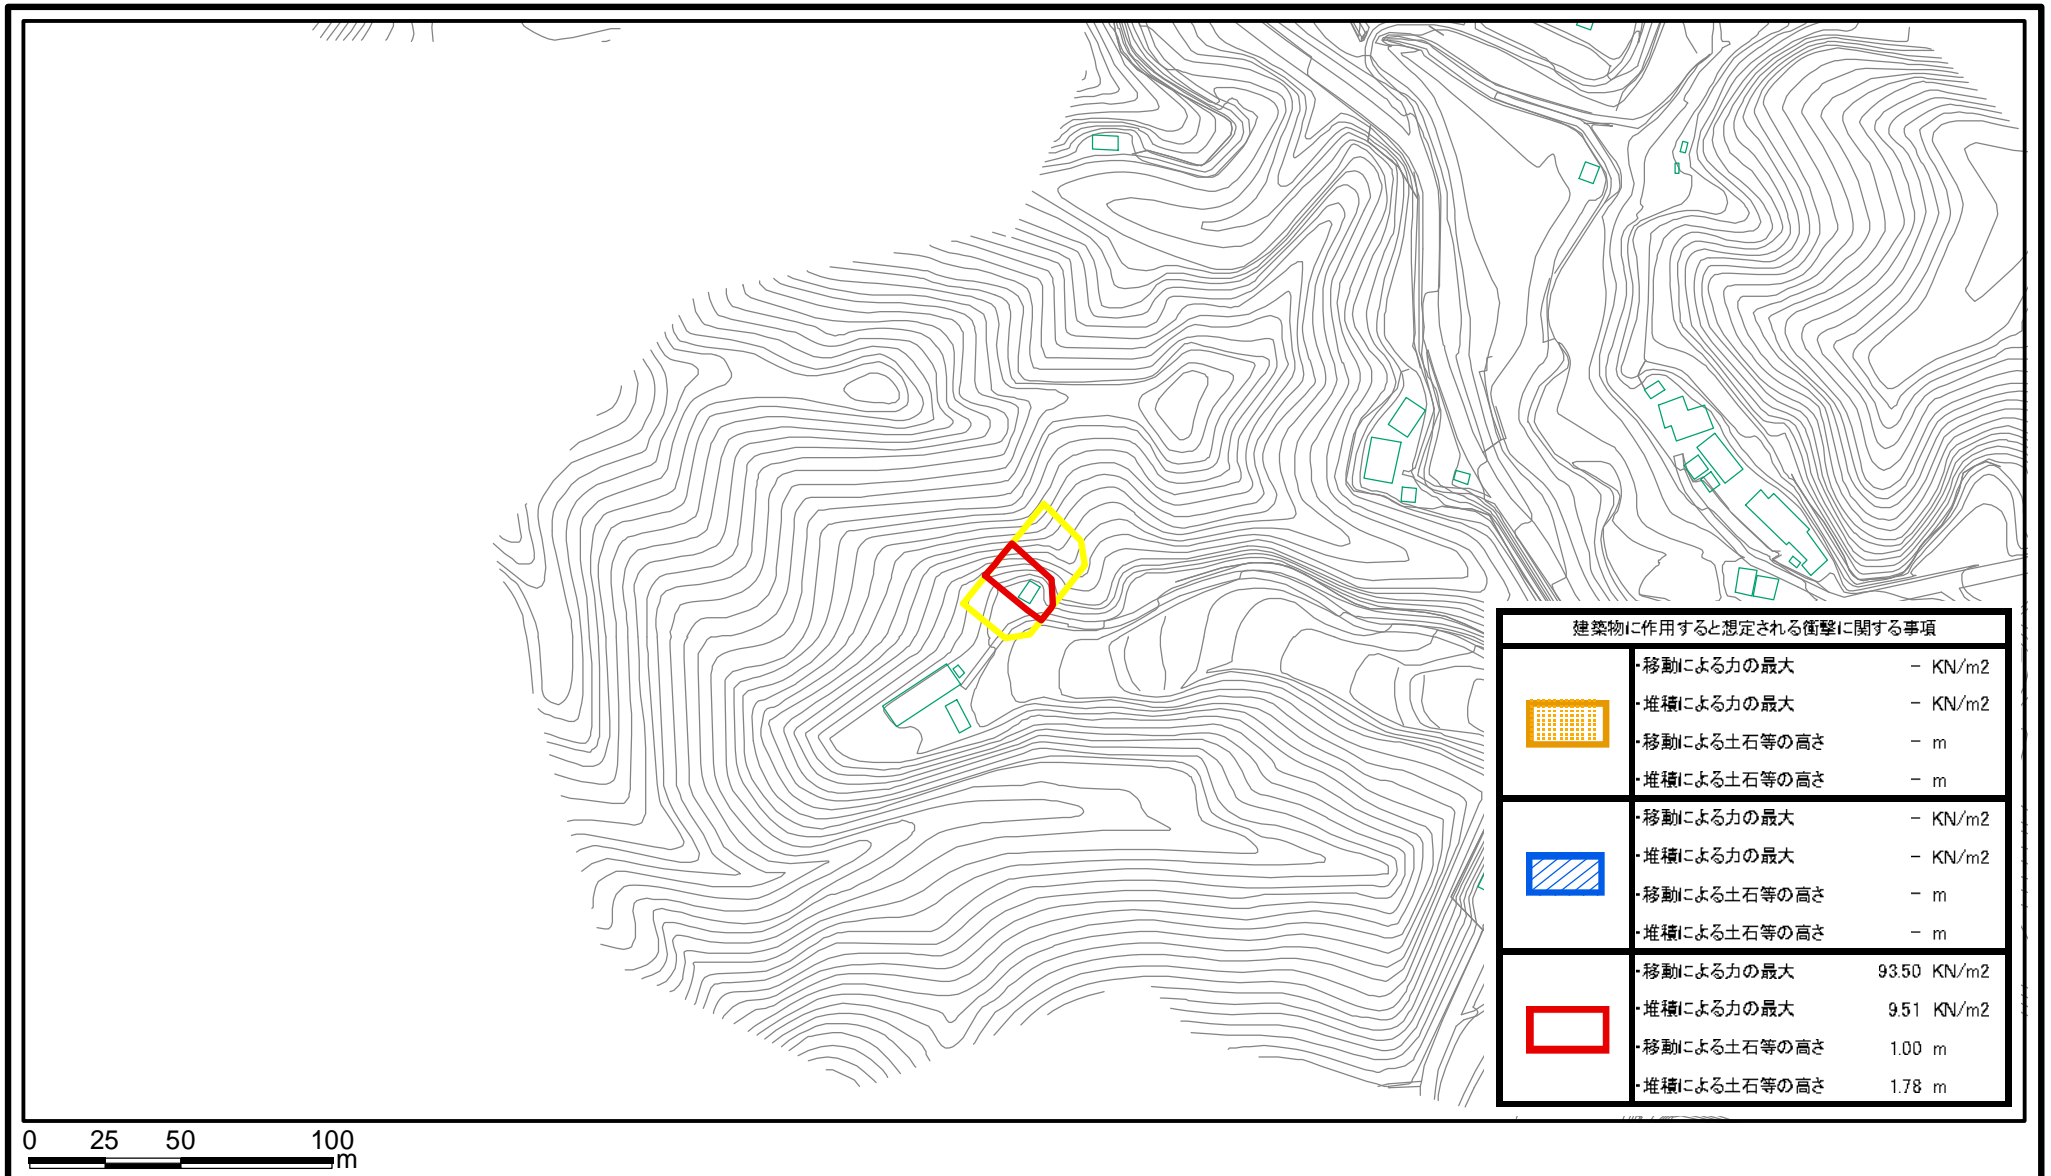 建築物に作用すると想定される衝撃に関する事項
・移動による力の最大 - KN/m2
・堆積による力の最大 - KN/m2
・移動による土石等の高さ - m
・堆積による土石等の高さ - m
・移動による力の最大 - KN/m2
・堆積による力の最大 - KN/m2
・移動による土石等の高さ - m
・堆積による土石等の高さ - m
・移動による力の最大 93.50 KN/m2
・堆積による力の最大 9.51 KN/m2
・移動による土石等の高さ 1.00 m
・堆積による土石等の高さ 1.78 m
0 25 50 100
m